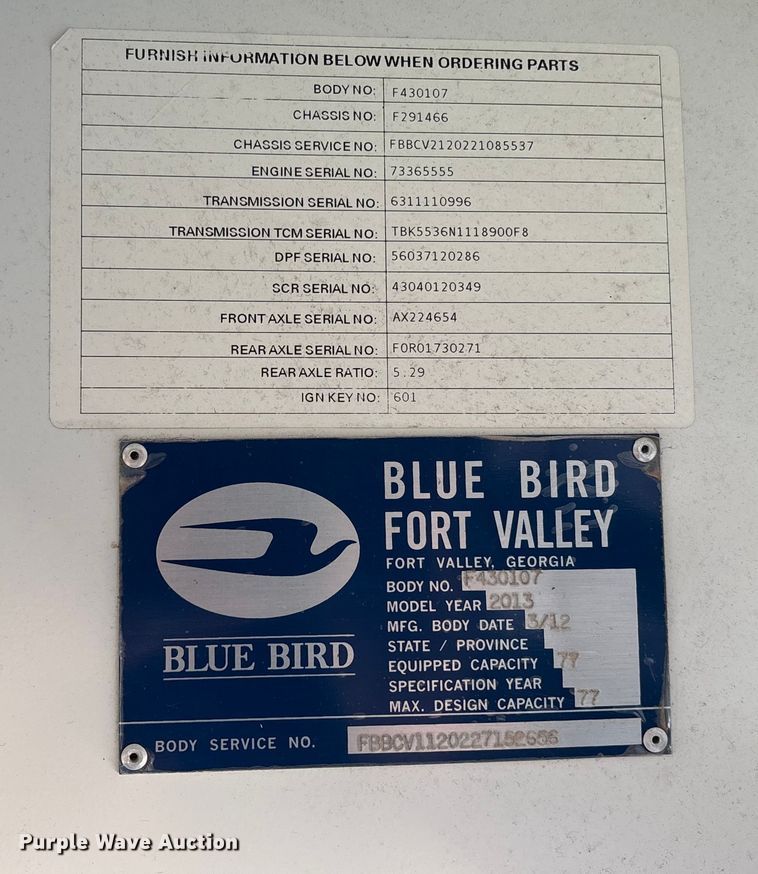 FURNISH INFORMATION BELOW WHEN ORDERING PARTS
BODY NO: F430107
CHASSIS NO: F291466
CHASSIS SERVICE NO: FBBCV2120221085537
ENGINE SERIAL NO: 73365555
TRANSMISSION SERIAL NO: 6311110996
TRANSMISSION TCM SERIAL NO: TBK5536N1118900F8
DPF SERIAL NO: 56037120286
SCR SERIAL NO: 43040120349
FRONT AXLE SERIAL NO: AX224654
REAR AXLE SERIAL NO: F0R01730271
REAR AXLE RATIO: 5.29
IGN KEY NO: 601
BLUE BIRD
FORT VALLEY
FORT VALLEY, GEORGIA
BODY NO. F430107
MODEL YEAR 2013
MFG. BODY DATE 3/12
STATE / PROVINCE
EQUIPPED CAPACITY 77
SPECIFICATION YEAR
MAX. DESIGN CAPACITY 77
BLUE BIRD
BODY SERVICE NO.
Purple Wave Auction